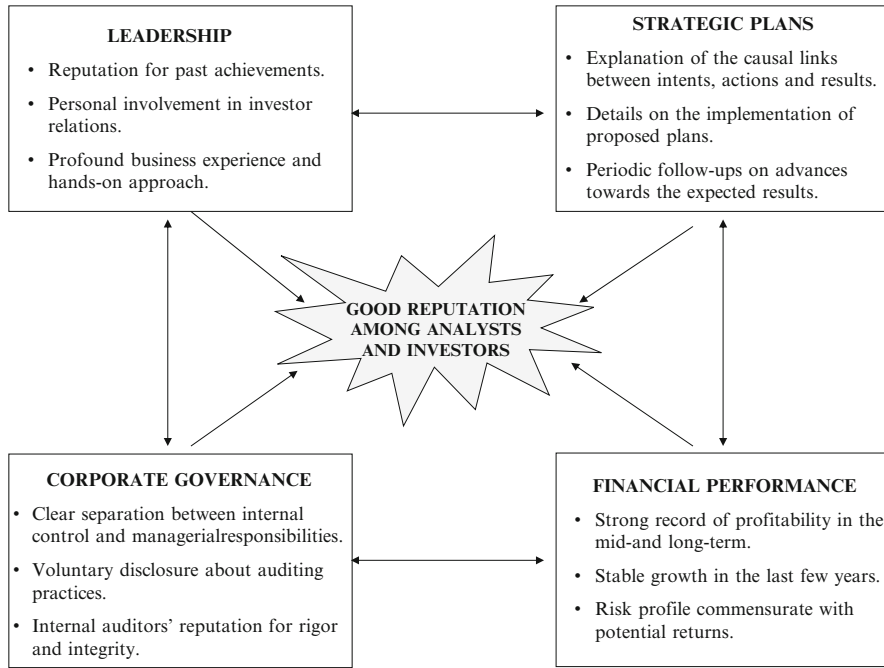 LEADERSHIP
• Reputation for past achievements.
• Personal involvement in investor
relations.
• Profound business experience and
hands-on approach.
STRATEGIC PLANS
• Explanation of the causal links
between intents, actions and results.
• Details on the implementation of
proposed plans.
• Periodic follow-ups on advances
towards the expected results.
GOOD REPUTATION
AMONG ANALYSTS
AND INVESTORS
CORPORATE GOVERNANCE
• Clear separation between internal
control and managerialresponsibilities.
• Voluntary disclosure about auditing
practices.
• Internal auditors' reputation for rigor
and integrity.
FINANCIAL PERFORMANCE
• Strong record of profitability in the
mid-and long-term.
• Stable growth in the last few years.
• Risk profile commensurate with
potential returns.